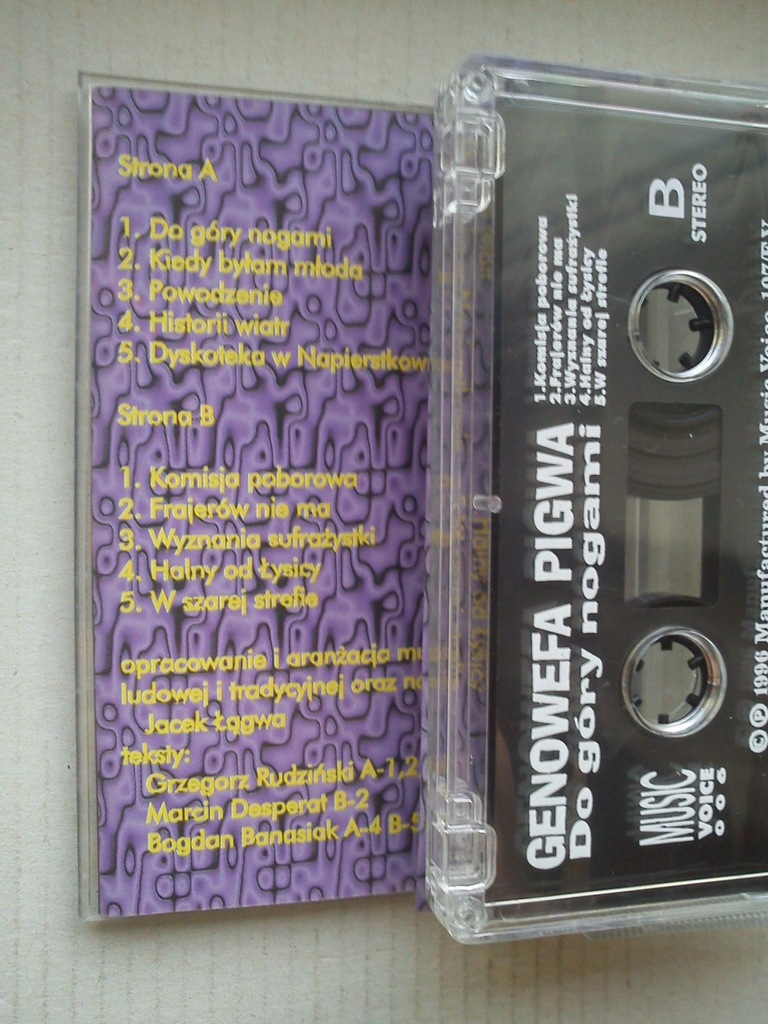 Strona A
1. Do góry nogami
2. Kiedy byłam młoda
3. Powodzenie
4. Historii wiatr
5. Dyskoteka w
Strona B
1. Komisja poborowa
2. Frajerów nie ma
3. Wyznania sufrażystki
4. Halny od Łysicy
5. W szarej strefie
opracowanie i aranżacja
ludowej i tradycyjnej oraz
Jacek Łągwa
teksty:
Grzegorz Rudziński A-1,2
Marcin Desperat B-2
Bogdan Banasiak A-4 B-5
GENOWEFA PIGWA
Do góry nogami
1.Komisja poborowa
2.Frajerów nie ma
3.Wyznania sufrażystki
4.Halny od Łysicy
5.W szarej strefie
B
STEREO
MUSIC
VOICE
006
© ℗ 1996 Manufactured by Music Voice